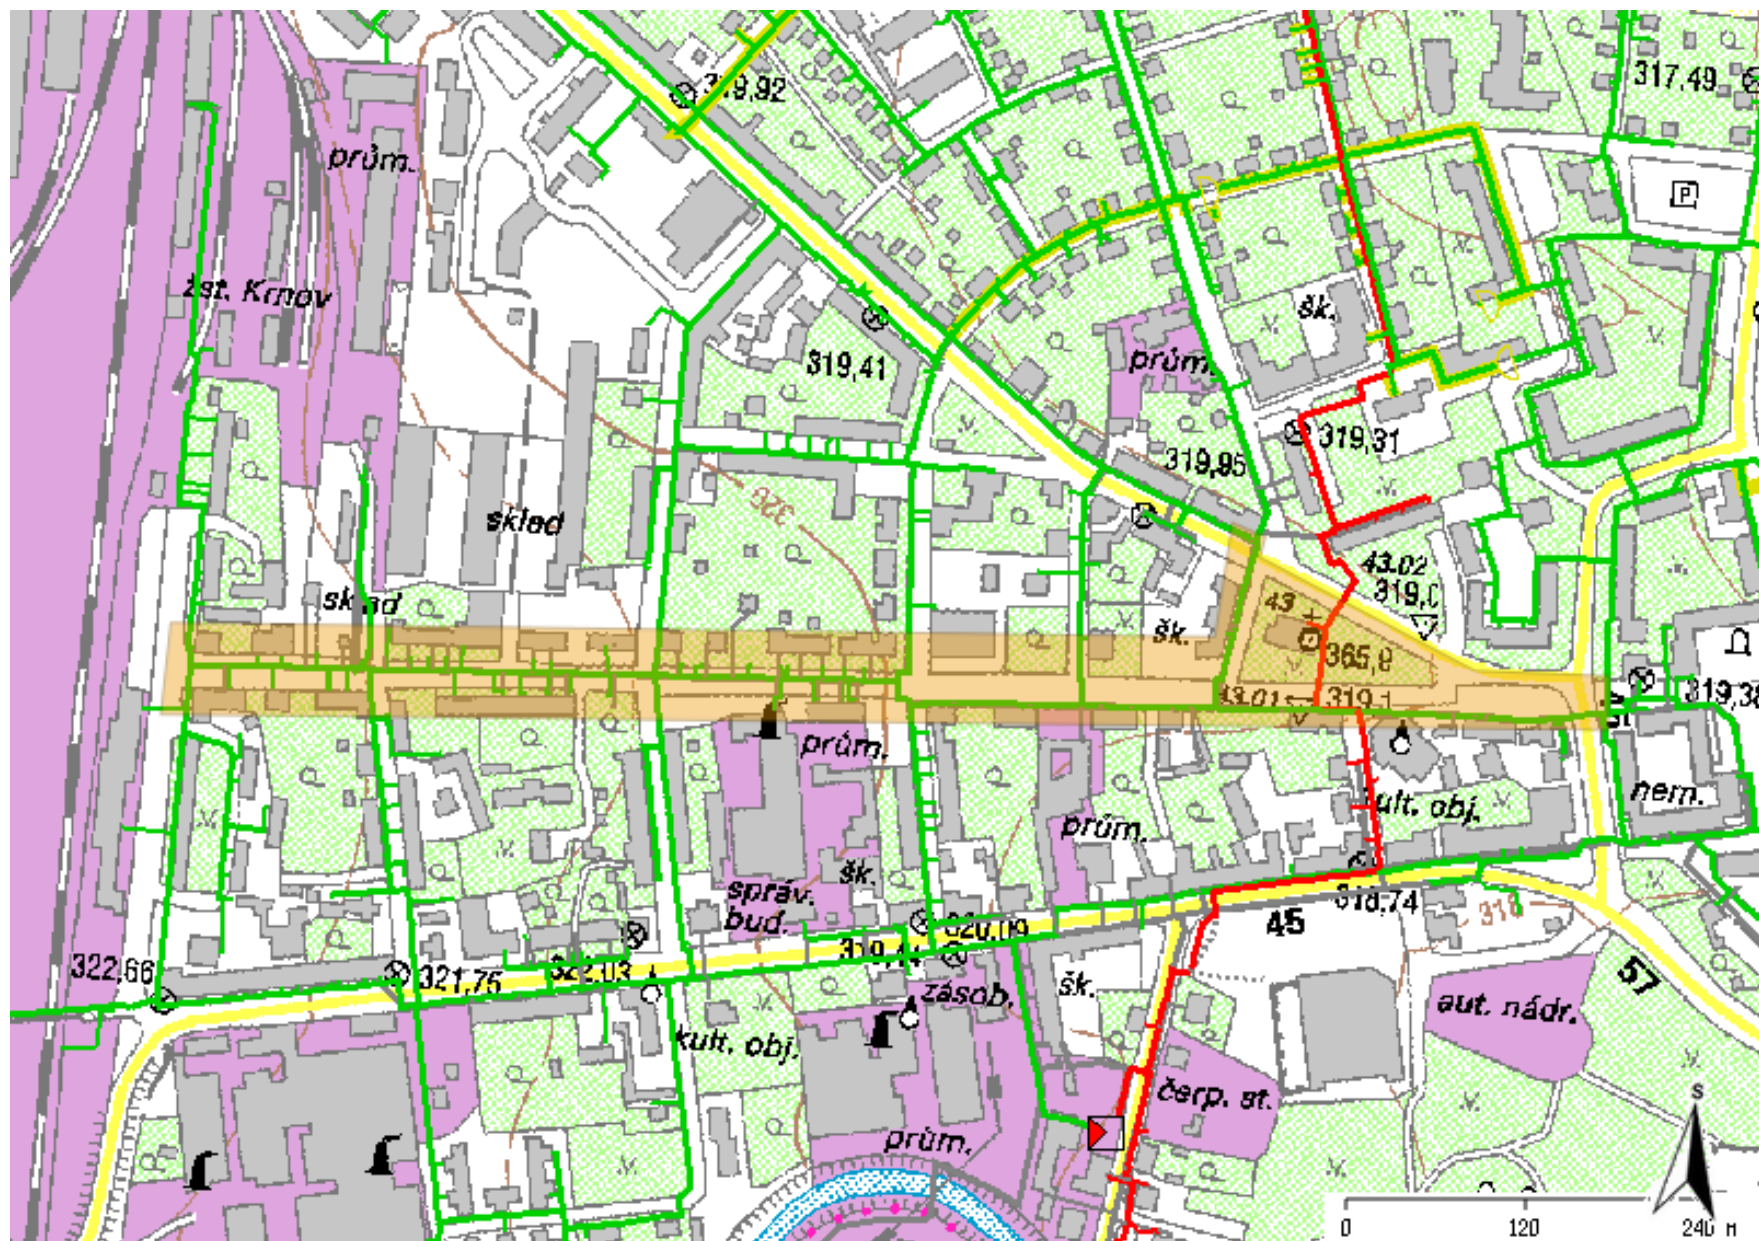 319,92
317,49
prům.
P
žst. Krnov
šk.
319,41
prům.
319,31
319,95
320
sklad
43.02
319,0
sklad
43
šk.
365,8
43.01
319,1
319,38
prům.
nem.
kult. obj.
prům.
šk.
správ.
bud.
318,74
318
45
320,09
319,44
322,66
321,75
322,03
57
zásob.
šk.
aut. nádr.
kult. obj.
čerp. st.
prům.
S
0 120 240 m